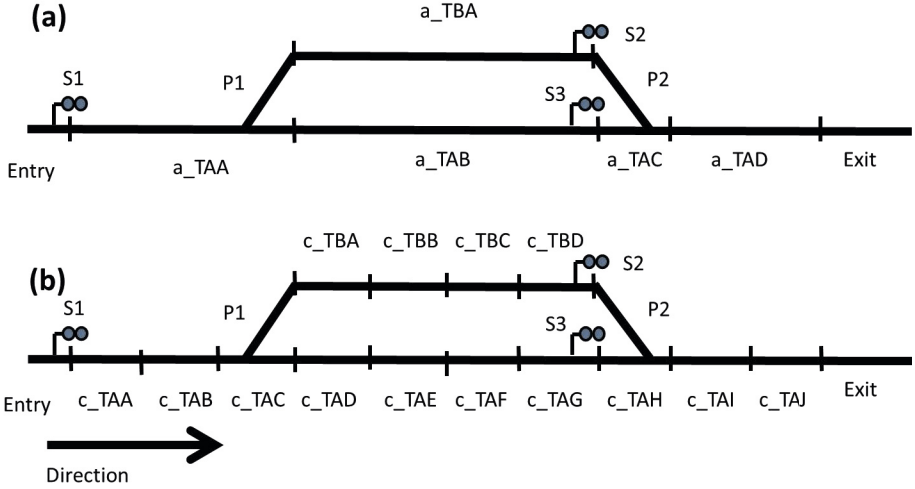 (a)
a_TBA
S2
S1
P1
P2
S3
Entry
a_TAA
a_TAB
a_TAC
a_TAD
Exit
(b)
c_TBA c_TBB c_TBC c_TBD
S2
S1
P1
P2
S3
Entry c_TAA c_TAB c_TAC c_TAD c_TAE c_TAF c_TAG c_TAH c_TAI c_TAJ Exit
Direction